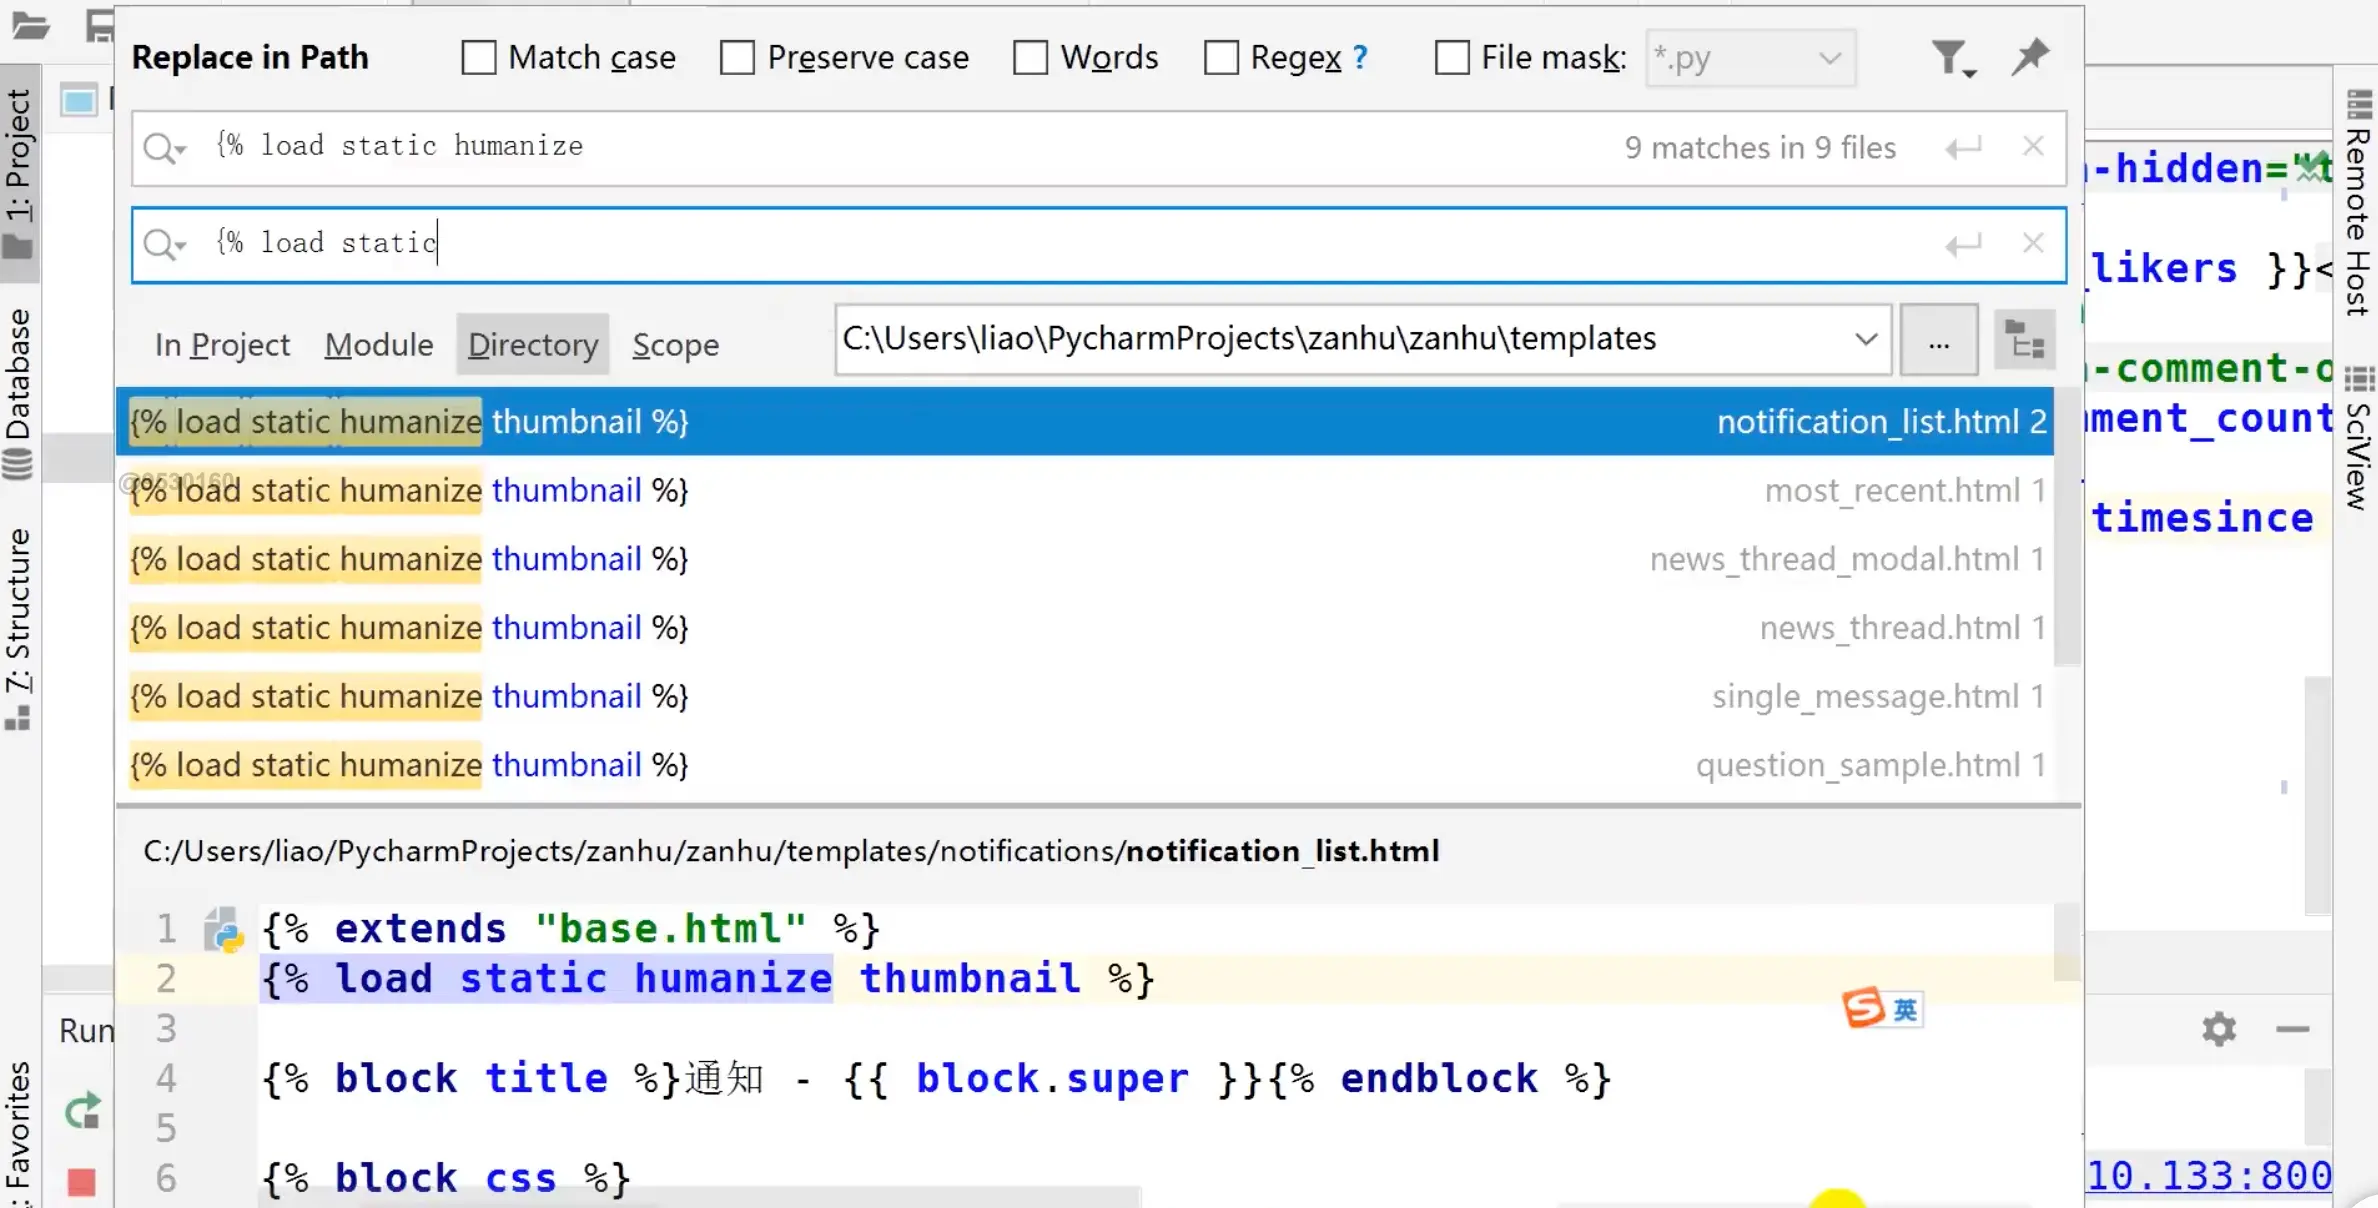 Replace in Path Match case Preserve case Words Regex ? File mask: *.py
{% load static humanize 9 matches in 9 files
{% load static
In Project Module Directory Scope C:\Users\liao\PycharmProjects\zanhu\zanhu\templates ...
{% load static humanize thumbnail %} notification_list.html 2
{% load static humanize thumbnail %} most_recent.html 1
{% load static humanize thumbnail %} news_thread_modal.html 1
{% load static humanize thumbnail %} news_thread.html 1
{% load static humanize thumbnail %} single_message.html 1
{% load static humanize thumbnail %} question_sample.html 1
C:/Users/liao/PycharmProjects/zanhu/zanhu/templates/notifications/notification_list.html
1 {% extends "base.html" %}
2 {% load static humanize thumbnail %}
3
4 {% block title %}通知 - {{ block.super }}{% endblock %}
5
6 {% block css %}
1: Project
Database
7: Structure
Favorites
Run
-hidden="t
likers }}<
-comment-o
ment_count
timesince
10.133:800
Remote Host
SciView
S 英